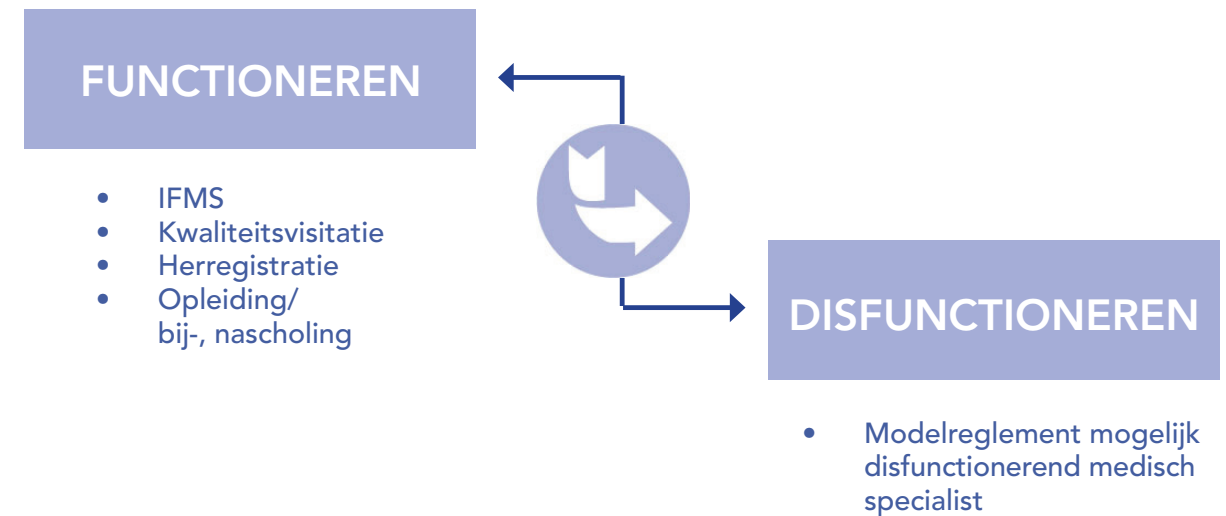 FUNCTIONEREN
• IFMS
• Kwaliteitsvisitatie
• Herregistratie
• Opleiding/
bij-, nascholing
DISFUNCTIONEREN
• Modelreglement mogelijk
disfunctionerend medisch
specialist